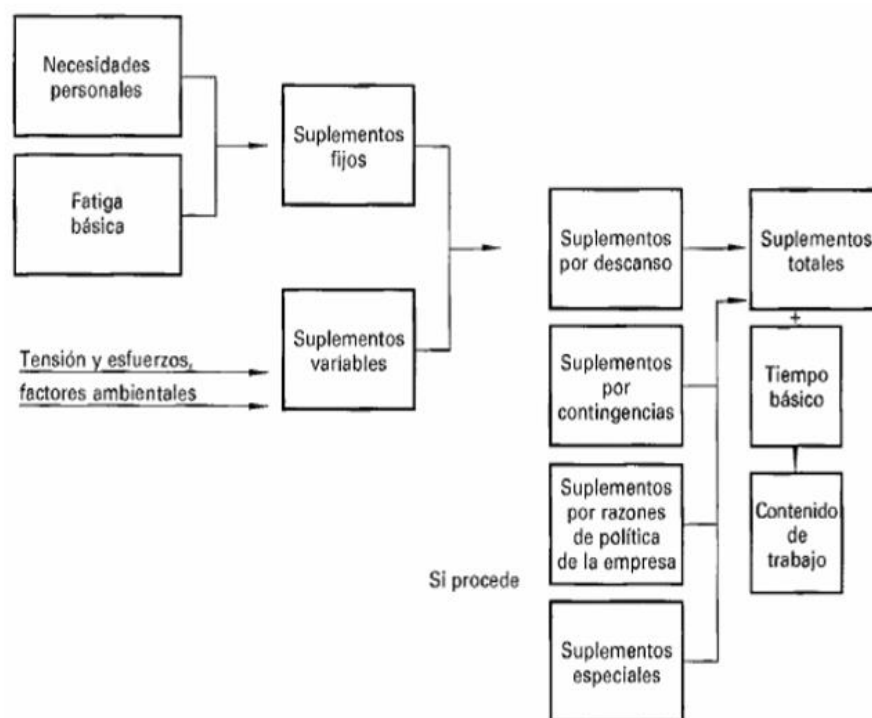 Necesidades
personales
Fatiga
básica
Tensión y esfuerzos,
factores ambientales
Suplementos
fijos
Suplementos
variables
Suplementos
por descanso
Suplementos
por
contingencias
Suplementos
por razones
de política
de la empresa
Si procede
Suplementos
especiales
Suplementos
totales
+
Tiempo
básico
Contenido
de
trabajo